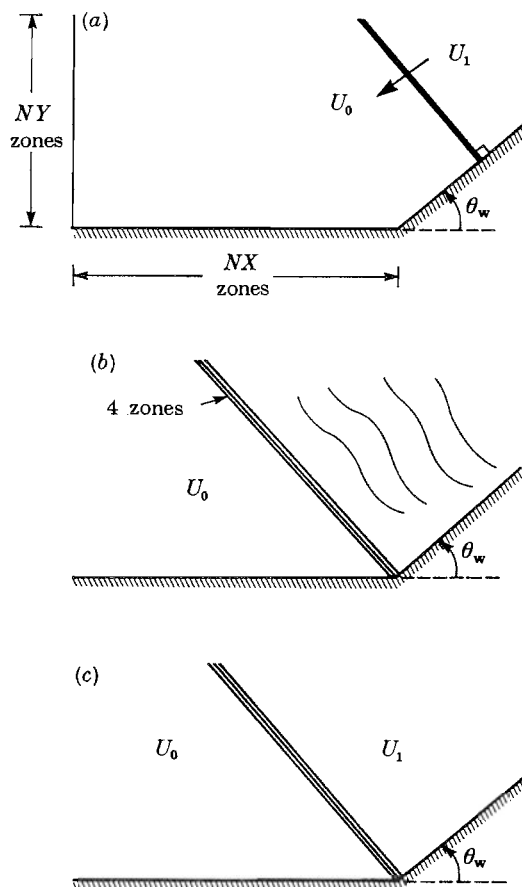 (a)
U₁
U₀
NY
zones
θw
NX
zones
(b)
4 zones
U₀
θw
(c)
U₀
U₁
θw